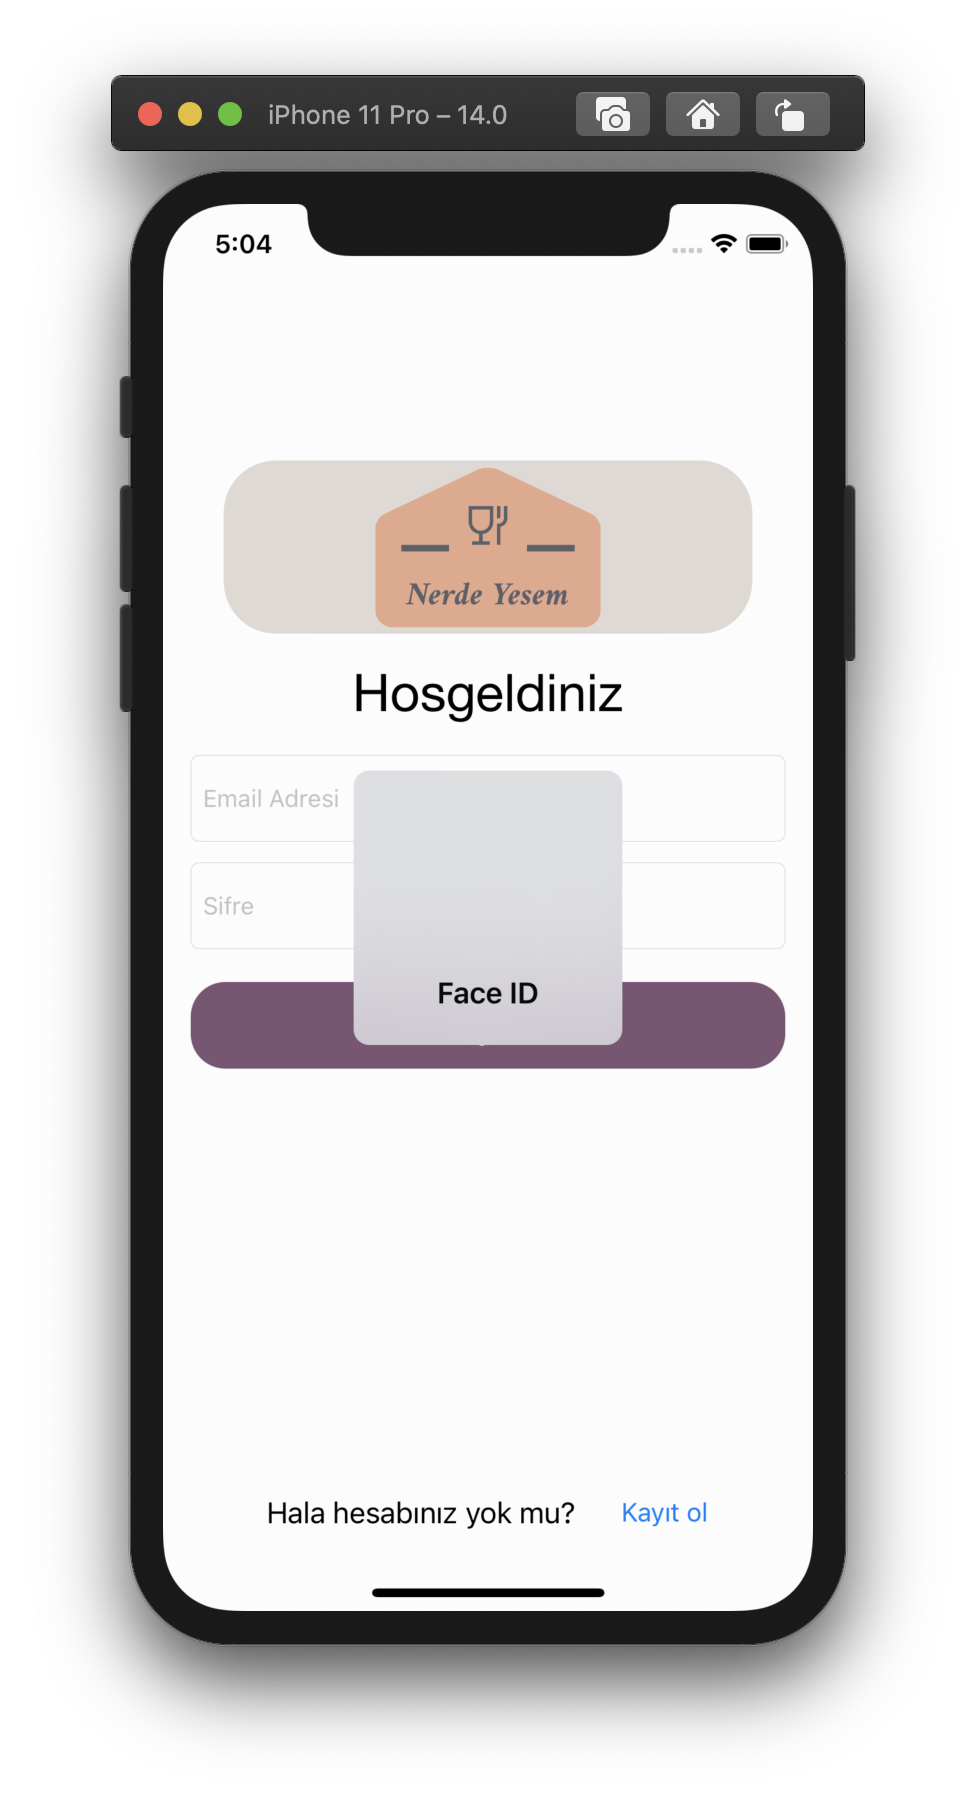 iPhone 11 Pro – 14.0
5:04
Nerde Yesem
Hosgeldiniz
Email Adresi
Sifre
Face ID
Hala hesabınız yok mu? Kayıt ol